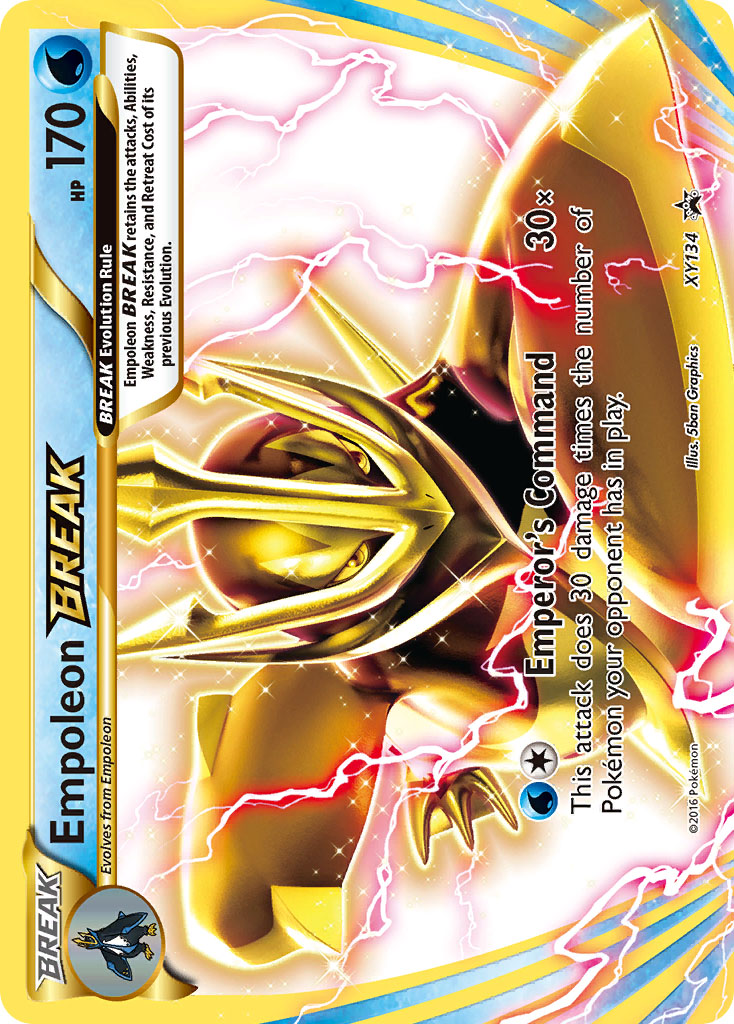 BREAK
Empoleon BREAK
HP 170
Evolves from Empoleon
BREAK Evolution Rule
Empoleon BREAK retains the attacks, Abilities,
Weakness, Resistance, and Retreat Cost of its
previous Evolution.
Emperor's Command 30×
This attack does 30 damage times the number of
Pokémon your opponent has in play.
Illus. 5ban Graphics
XY134
©2016 Pokémon